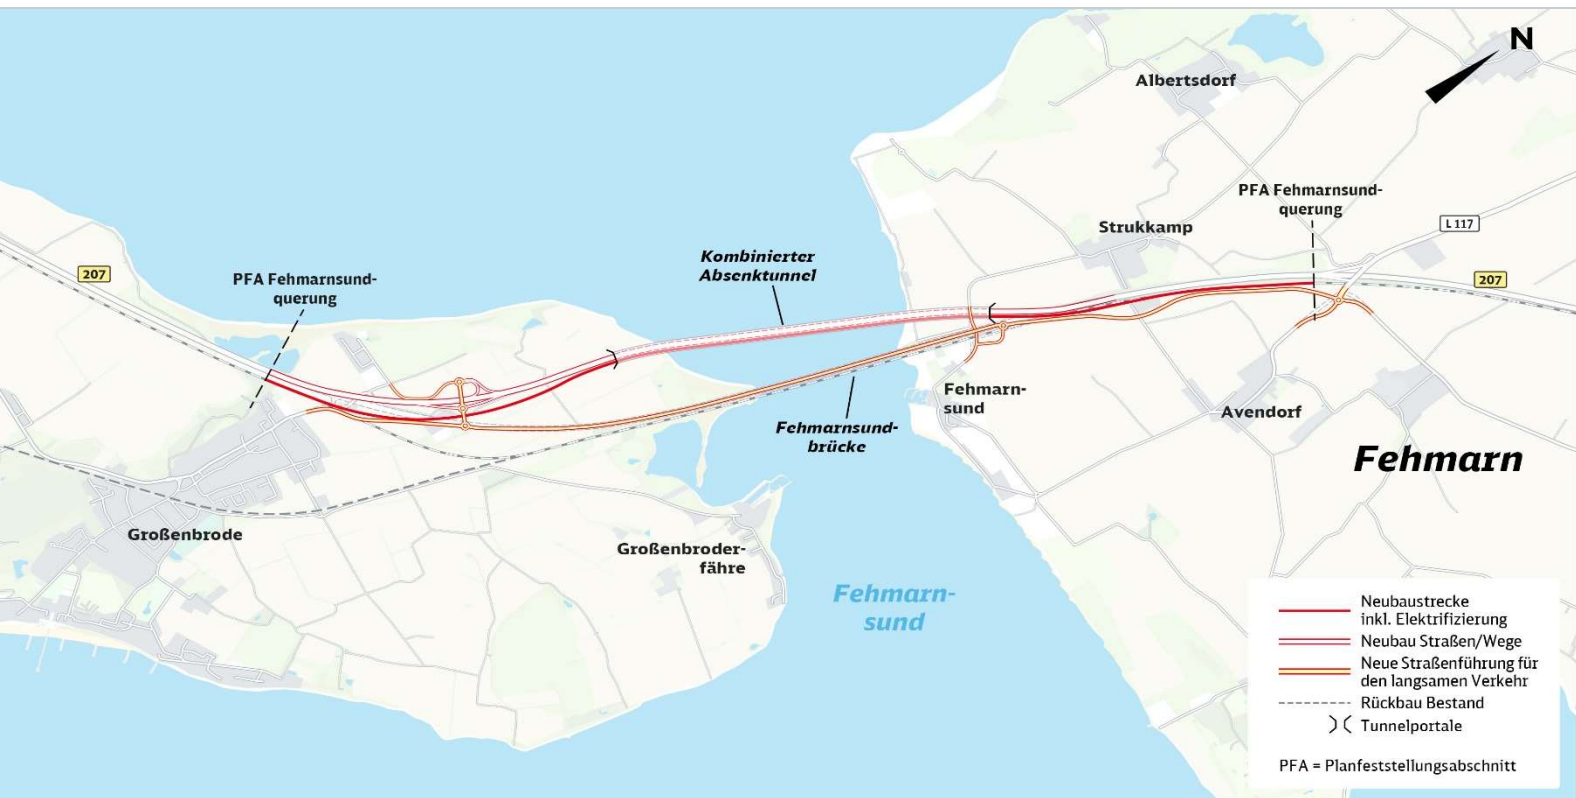 N
Albertsdorf
PFA Fehmarnsund-
querung
L 117
Strukkamp
Kombinierter
Absenktunnel
207
PFA Fehmarnsund-
querung
207
Fehmarn-
sund
Avendorf
Fehmarnsund-
brücke
Fehmarn
Großenbrode
Großenbroder-
fähre
Fehmarn-
sund
Neubaustrecke
inkl. Elektrifizierung
Neubau Straßen/Wege
Neue Straßenführung für
den langsamen Verkehr
Rückbau Bestand
Tunnelportale
PFA = Planfeststellungsabschnitt